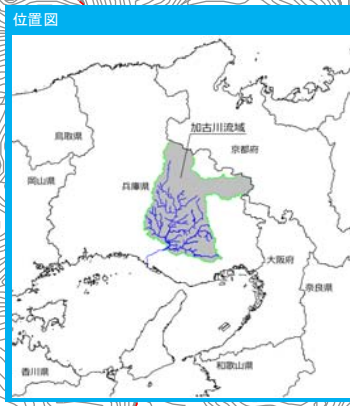 位置図
加古川流域
鳥取県
京都府
岡山県
兵庫県
大阪府
奈良県
和歌山県
香川県